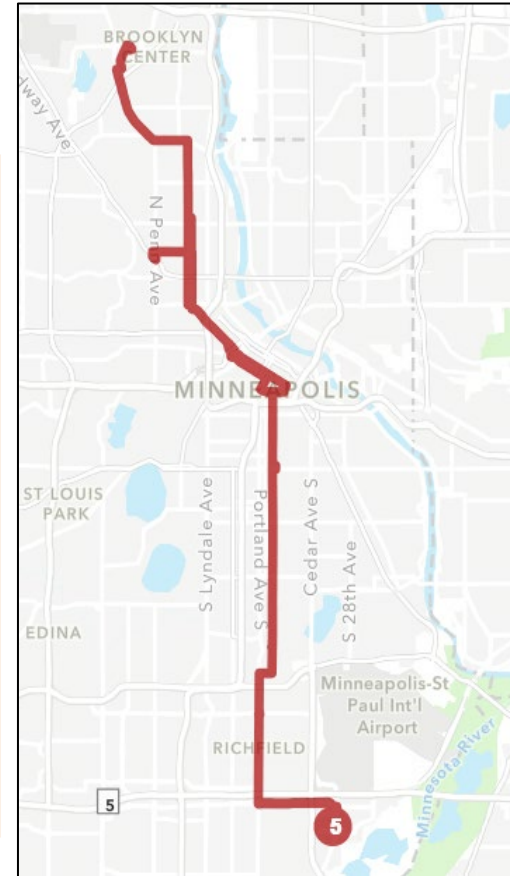 BROOKLYN
CENTER
dway Ave
N Penn Ave
MINNEAPOLIS
ST LOUIS
PARK
S Lyndale Ave
Portland Ave S
Cedar Ave S
S 28th Ave
EDINA
Minneapolis-St
Paul Int'l
Airport
RICHFIELD
Minnesota River
5
5